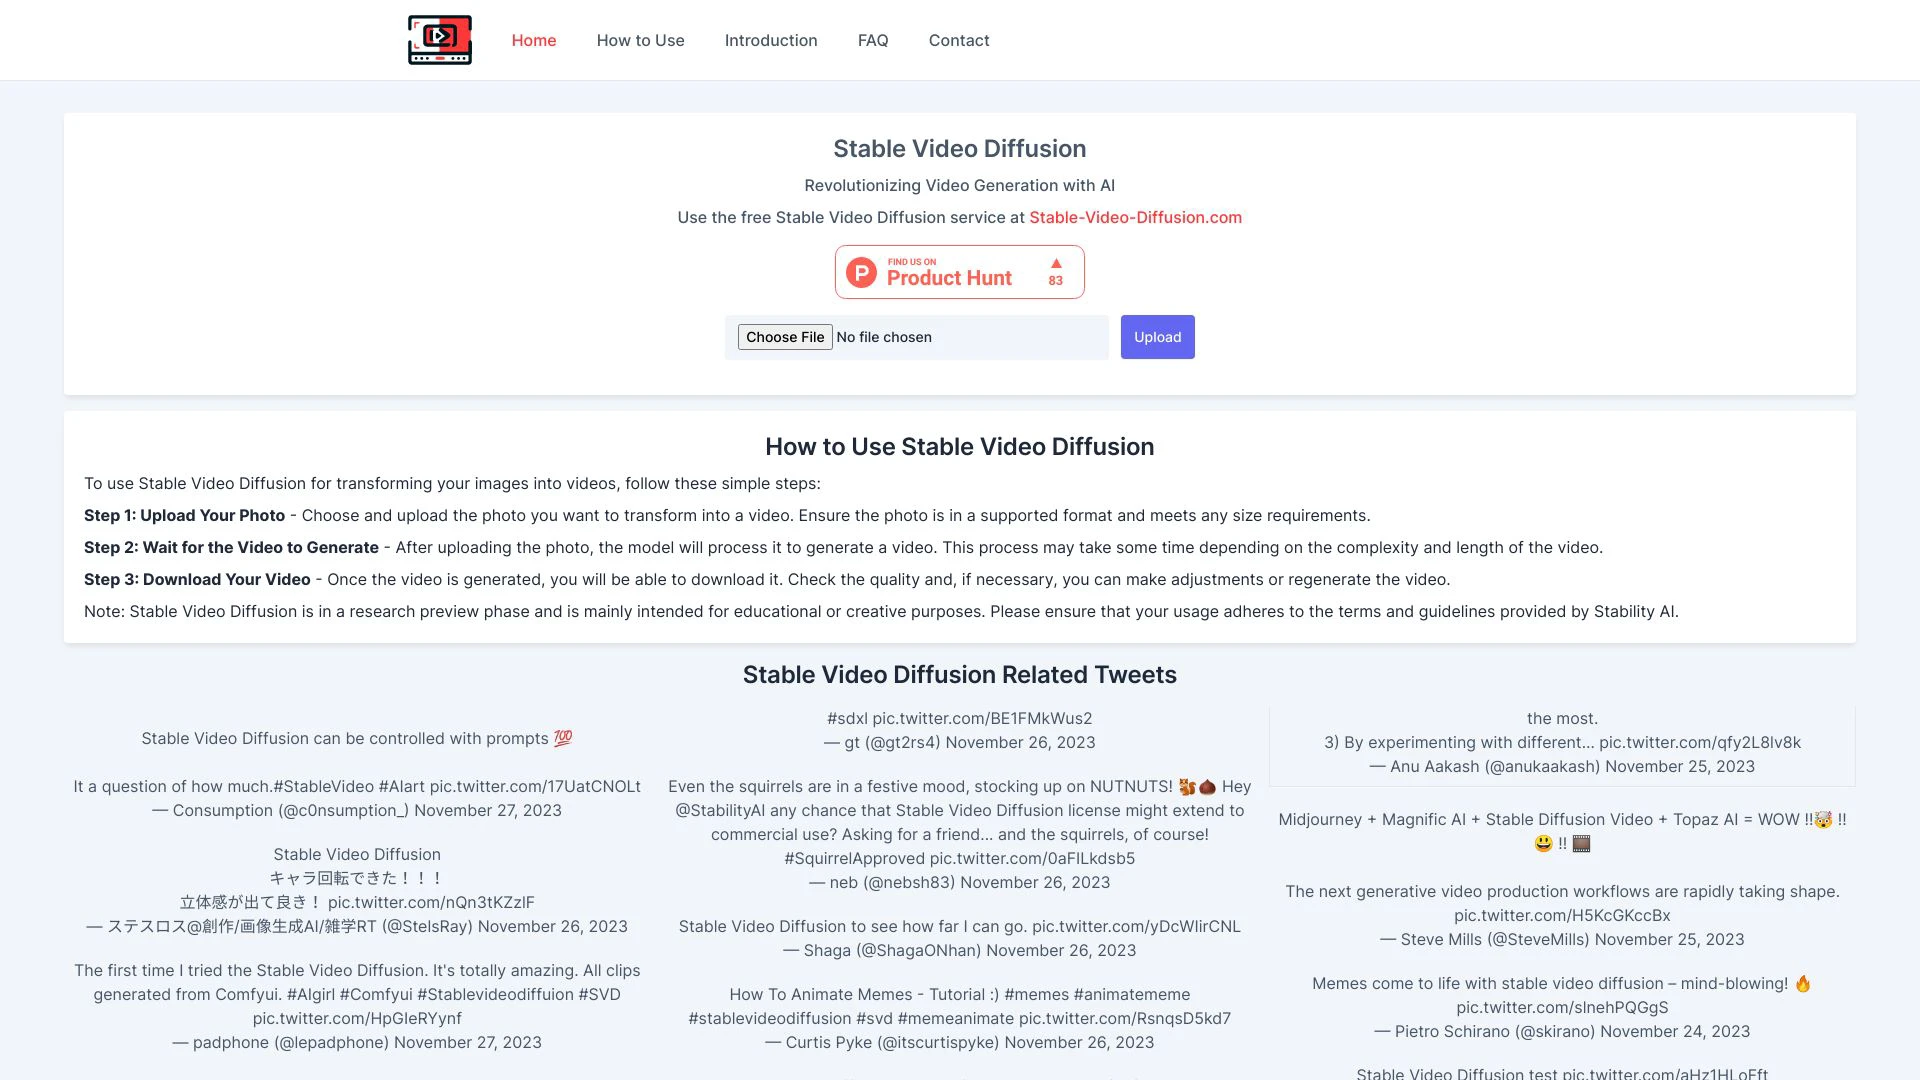 Home
How to Use
Introduction
FAQ
Contact
Stable Video Diffusion
Revolutionizing Video Generation with AI
Use the free Stable Video Diffusion service at Stable-Video-Diffusion.com
FIND US ON
Product Hunt
83
Choose File No file chosen
Upload
How to Use Stable Video Diffusion
To use Stable Video Diffusion for transforming your images into videos, follow these simple steps:
Step 1: Upload Your Photo - Choose and upload the photo you want to transform into a video. Ensure the photo is in a supported format and meets any size requirements.
Step 2: Wait for the Video to Generate - After uploading the photo, the model will process it to generate a video. This process may take some time depending on the complexity and length of the video.
Step 3: Download Your Video - Once the video is generated, you will be able to download it. Check the quality and, if necessary, you can make adjustments or regenerate the video.
Note: Stable Video Diffusion is in a research preview phase and is mainly intended for educational or creative purposes. Please ensure that your usage adheres to the terms and guidelines provided by Stability AI.
Stable Video Diffusion Related Tweets
Stable Video Diffusion can be controlled with prompts 💯
It a question of how much.#StableVideo #AIart pic.twitter.com/17UatCNOLt
— Consumption (@c0nsumption_) November 27, 2023
Stable Video Diffusion
キャラ回転できた！！！
立体感が出て良き！ pic.twitter.com/nQn3tKZzlF
— ステスロス@創作/画像生成AI/雑学RT (@StelsRay) November 26, 2023
The first time I tried the Stable Video Diffusion. It's totally amazing. All clips
generated from Comfyui. #AIgirl #Comfyui #Stablevideodiffuion #SVD
pic.twitter.com/HpGIeRYynf
— padphone (@lepadphone) November 27, 2023
#sdxl pic.twitter.com/BE1FMkWus2
— gt (@gt2rs4) November 26, 2023
Even the squirrels are in a festive mood, stocking up on NUTNUTS! 🐿️🌰 Hey
@StabilityAI any chance that Stable Video Diffusion license might extend to
commercial use? Asking for a friend... and the squirrels, of course!
#SquirrelApproved pic.twitter.com/0aFILkdsb5
— neb (@nebsh83) November 26, 2023
Stable Video Diffusion to see how far I can go. pic.twitter.com/yDcWIirCNL
— Shaga (@ShagaONhan) November 26, 2023
How To Animate Memes - Tutorial :) #memes #animatememe
#stablevideodiffusion #svd #memeanimate pic.twitter.com/RsnqsD5kd7
— Curtis Pyke (@itscurtispyke) November 26, 2023
the most.
3) By experimenting with different... pic.twitter.com/qfy2L8lv8k
— Anu Aakash (@anukaakash) November 25, 2023
Midjourney + Magnific AI + Stable Diffusion Video + Topaz AI = WOW ‼️🤯 ‼️
😃 ‼️ 🎞️
The next generative video production workflows are rapidly taking shape.
pic.twitter.com/H5KcGKccBx
— Steve Mills (@SteveMills) November 25, 2023
Memes come to life with stable video diffusion – mind-blowing! 🔥
pic.twitter.com/slnehPQGgS
— Pietro Schirano (@skirano) November 24, 2023
Stable Video Diffusion test pic.twitter.com/aHz1HLoFft